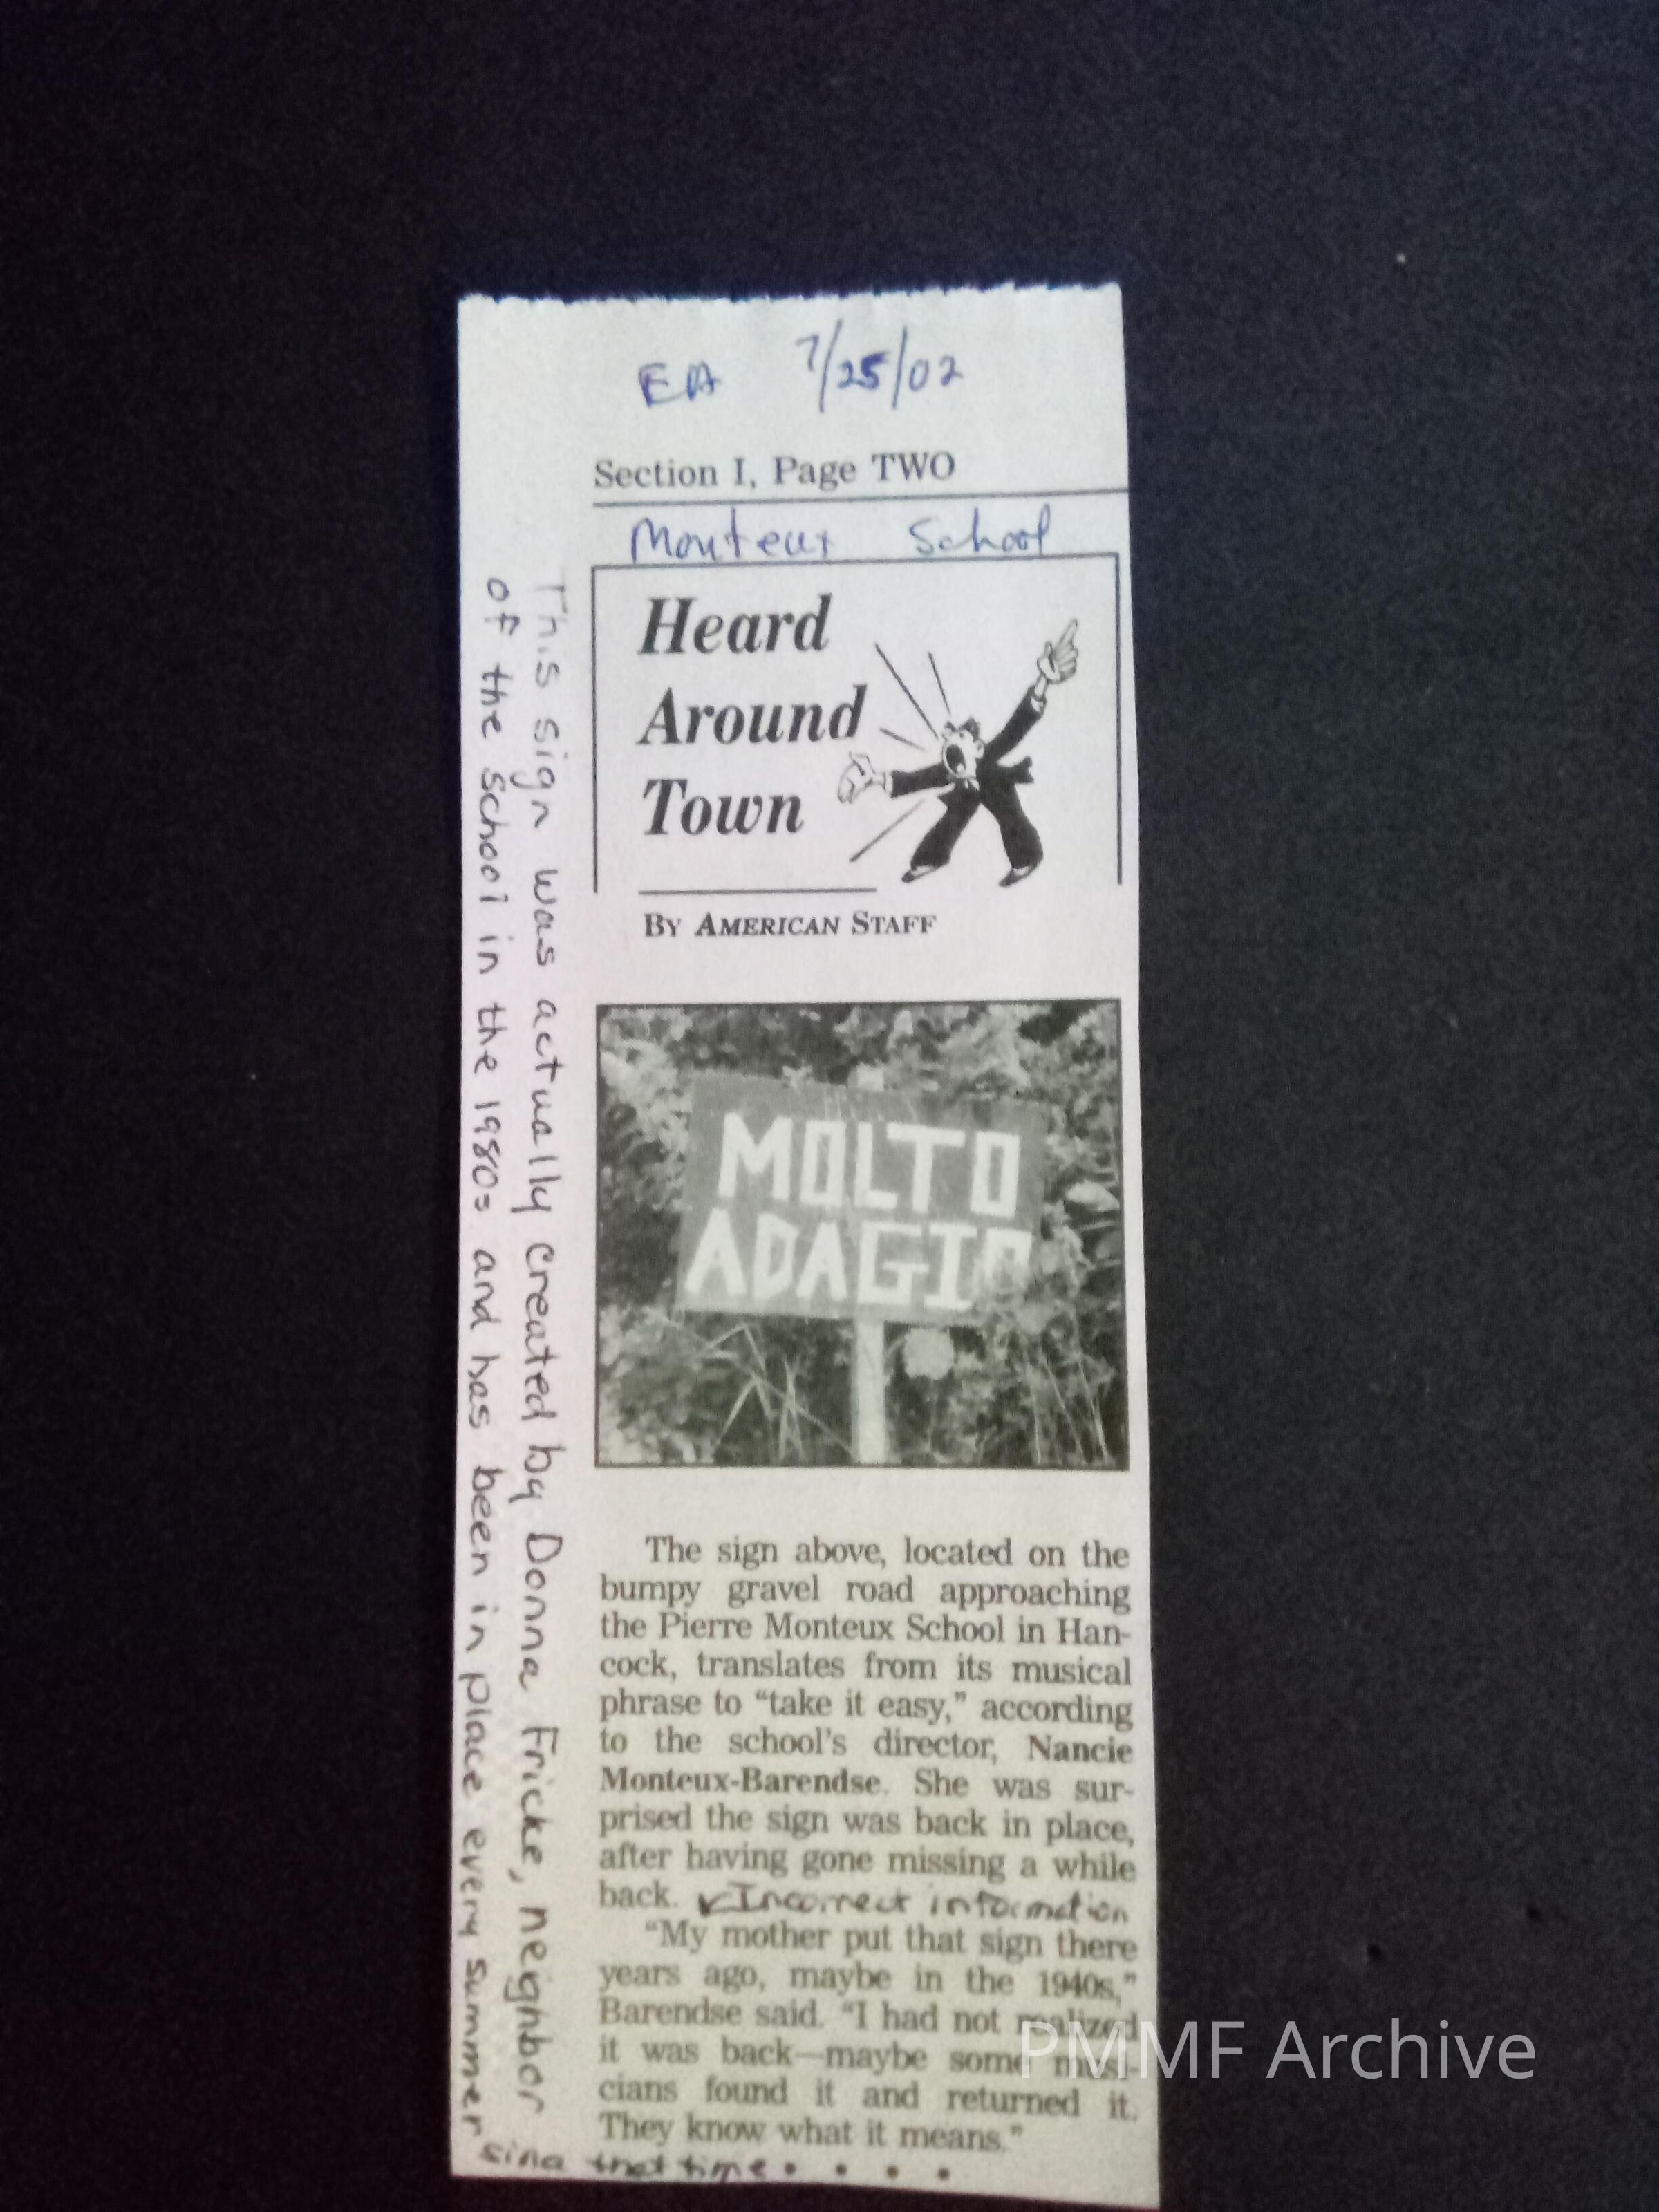 EA 7/25/02
Section I, Page TWO
Monteux School
Heard
Around
Town
BY AMERICAN STAFF
MOLTO
ADAGIO
The sign above, located on the
bumpy gravel road approaching
the Pierre Monteux School in Han-
cock, translates from its musical
phrase to “take it easy,” according
to the school's director, Nancie
Monteux-Barendse. She was sur-
prised the sign was back in place,
after having gone missing a while
back. ↙Incorrect information
“My mother put that sign there
years ago, maybe in the 1940s,”
Barendse said. “I had not realized
it was back—maybe some musi-
cians found it and returned it.
They know what it means.”
This sign was actually created by Donna Fricke, neighbor
of the school in the 1980s and has been in place every summer
since that time.
PMMF Archive